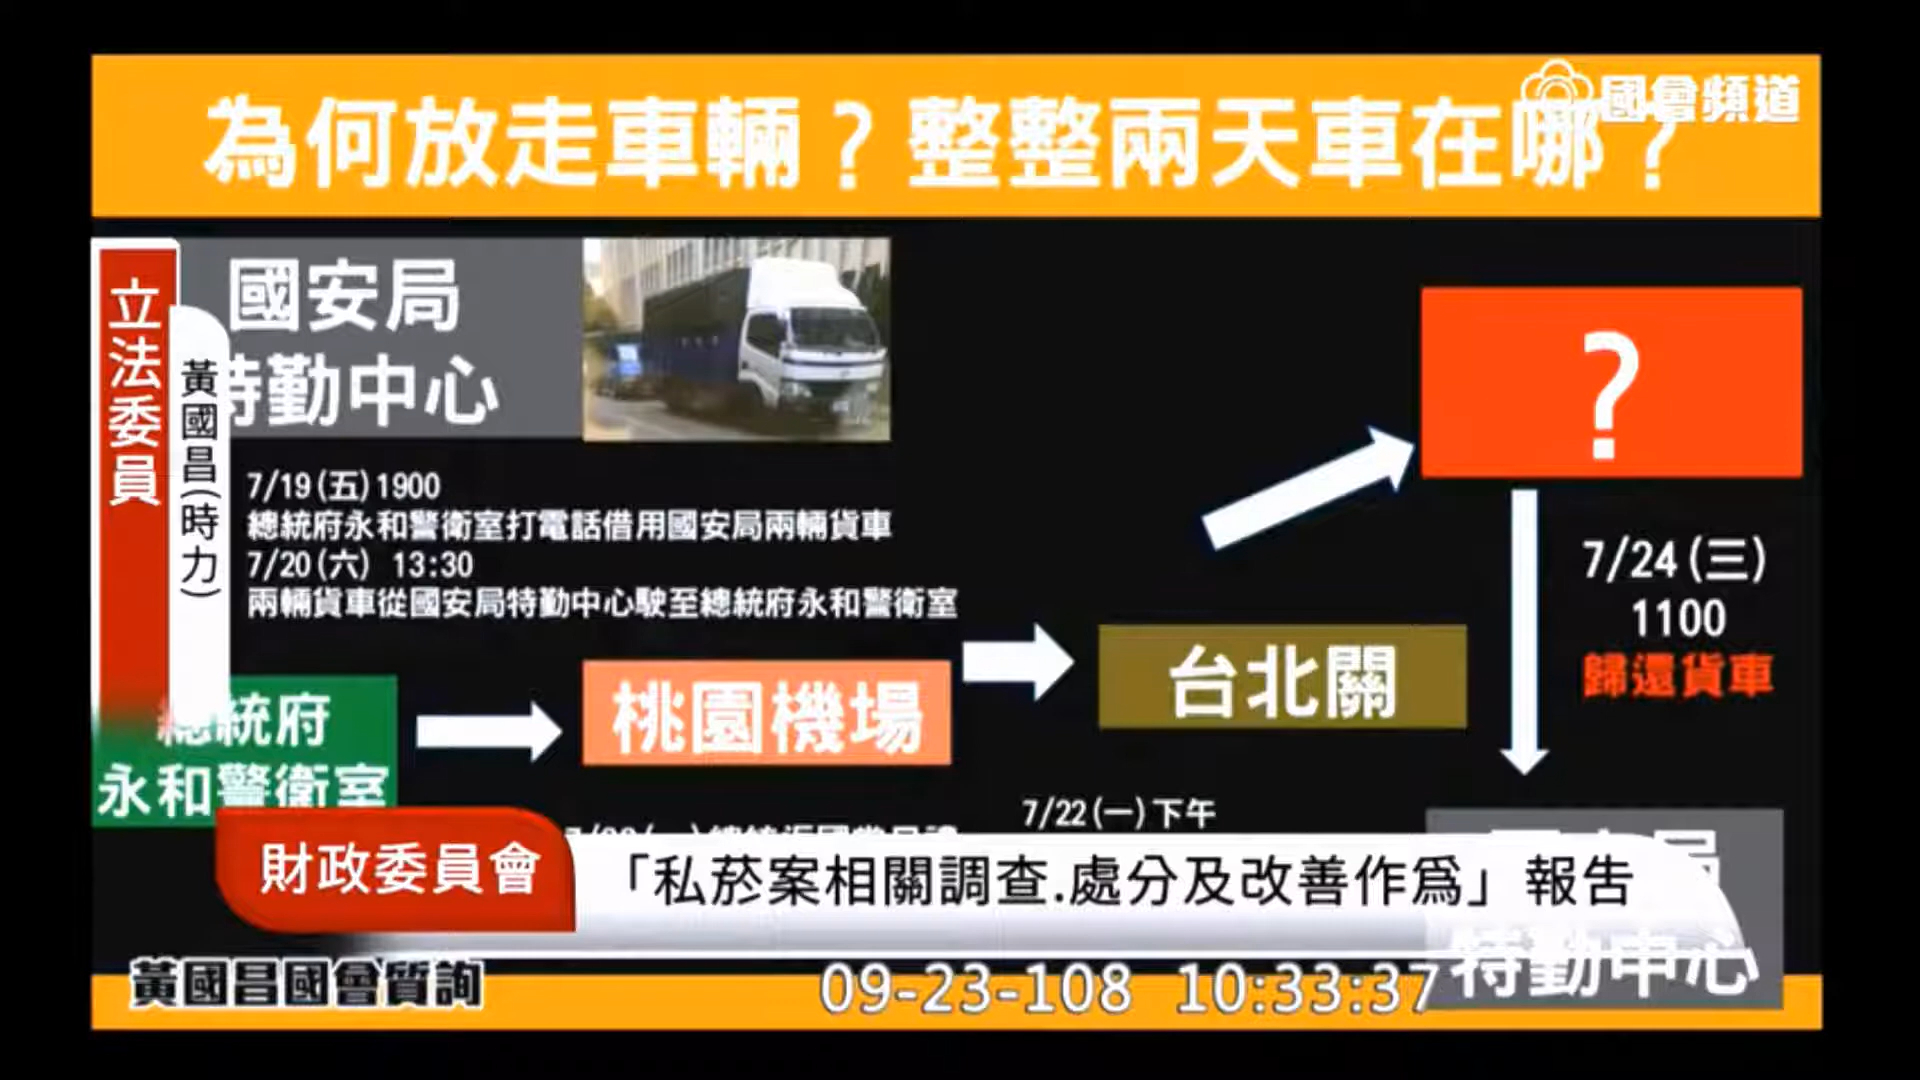 國會頻道
為何放走車輛？整整兩天車在哪？
立法委員
黃國昌(時力)
國安局
特勤中心
?
7/19(五)1900
總統府永和警衛室打電話借用國安局兩輛貨車
7/20(六) 13:30
兩輛貨車從國安局特勤中心駛至總統府永和警衛室
7/24(三)
1100
歸還貨車
總統府
永和警衛室
桃園機場
台北關
7/22(一)下午
財政委員會
「私菸案相關調查.處分及改善作爲」報告
特勤中心
黃國昌國會質詢
09-23-108 10:33:37